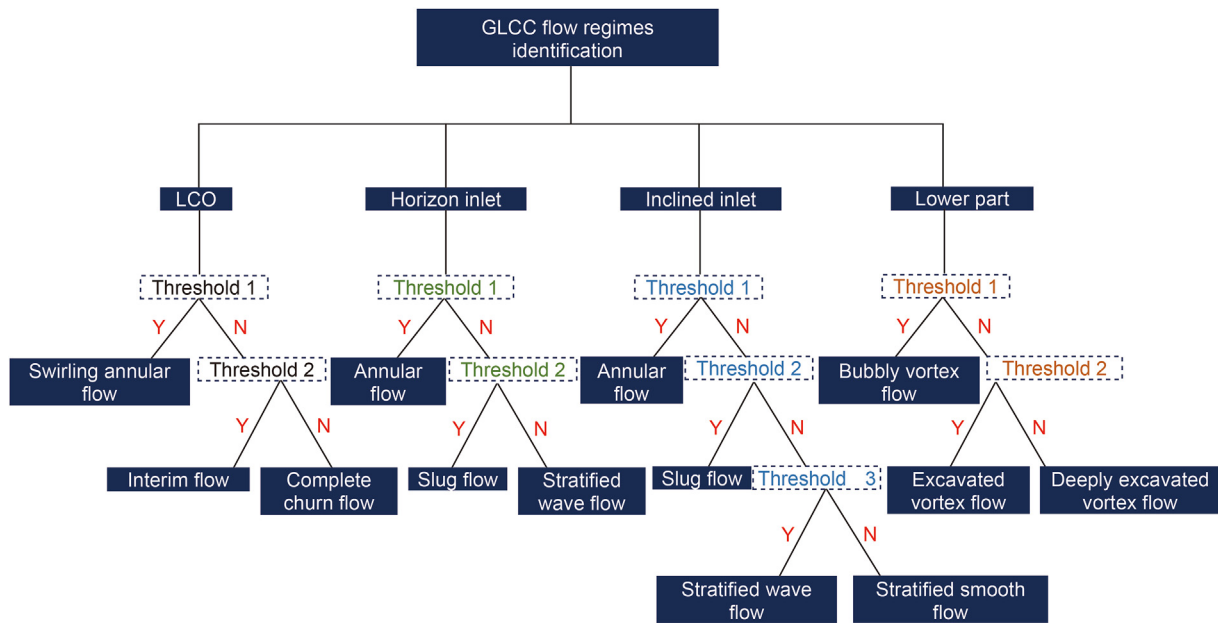 GLCC flow regimes
identification
LCO
Horizon inlet
Inclined inlet
Lower part
Threshold 1
Threshold 1
Threshold 1
Threshold 1
Y
N
Y
N
Y
N
Y
N
Swirling annular
flow
Threshold 2
Annular
flow
Threshold 2
Annular
flow
Threshold 2
Bubbly vortex
flow
Threshold 2
Y
N
Y
N
Y
N
Y
N
Interim flow
Complete
churn flow
Slug flow
Stratified
wave flow
Slug flow
Threshold 3
Excavated
vortex flow
Deeply excavated
vortex flow
Y
N
Stratified wave
flow
Stratified smooth
flow